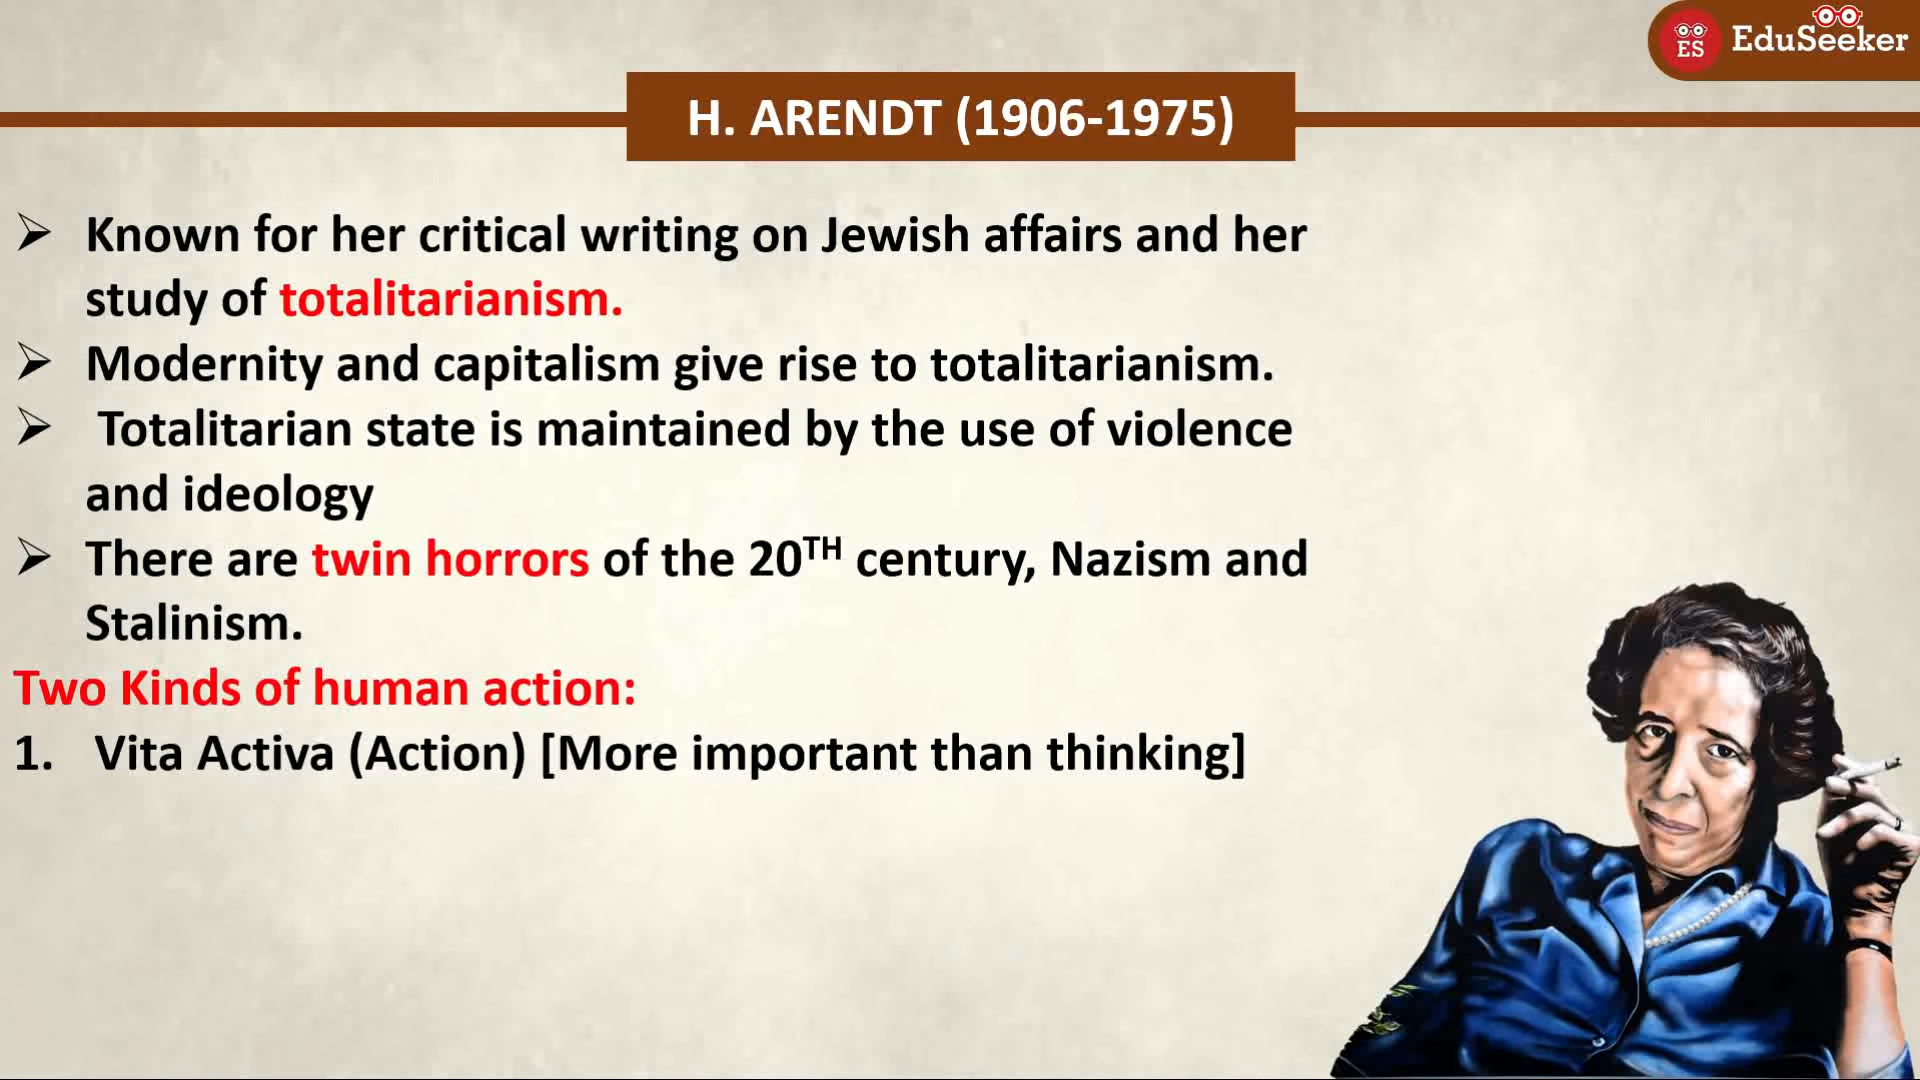 ES EduSeeker
H. ARENDT (1906-1975)
➢ Known for her critical writing on Jewish affairs and her
study of totalitarianism.
➢ Modernity and capitalism give rise to totalitarianism.
➢ Totalitarian state is maintained by the use of violence
and ideology
➢ There are twin horrors of the 20TH century, Nazism and
Stalinism.
Two Kinds of human action:
1. Vita Activa (Action) [More important than thinking]